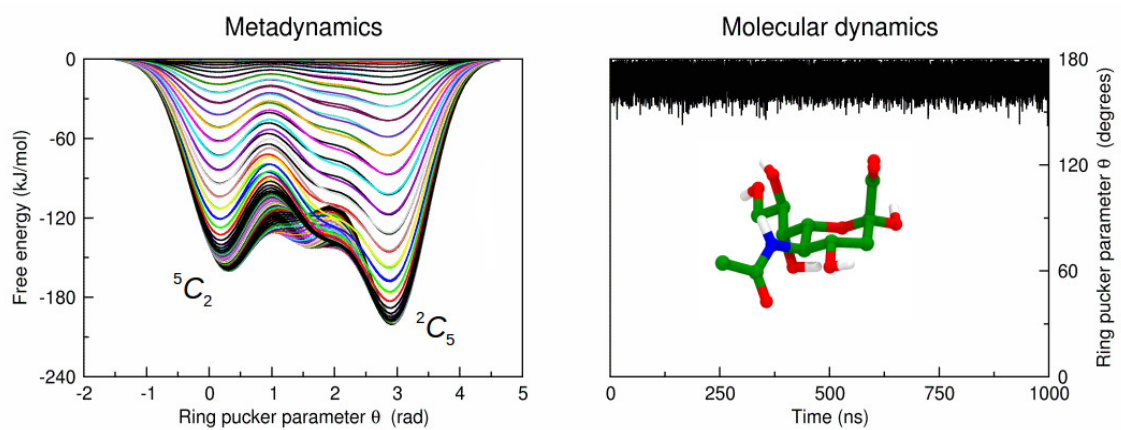 Metadynamics
0
-60
-120
-180
-240
-2
-1
0
1
2
3
4
5
Free energy (kJ/mol)
Ring pucker parameter θ (rad)
⁵C₂
²C₅
Molecular dynamics
180
120
60
0
0
250
500
750
1000
Time (ns)
Ring pucker parameter θ (degrees)